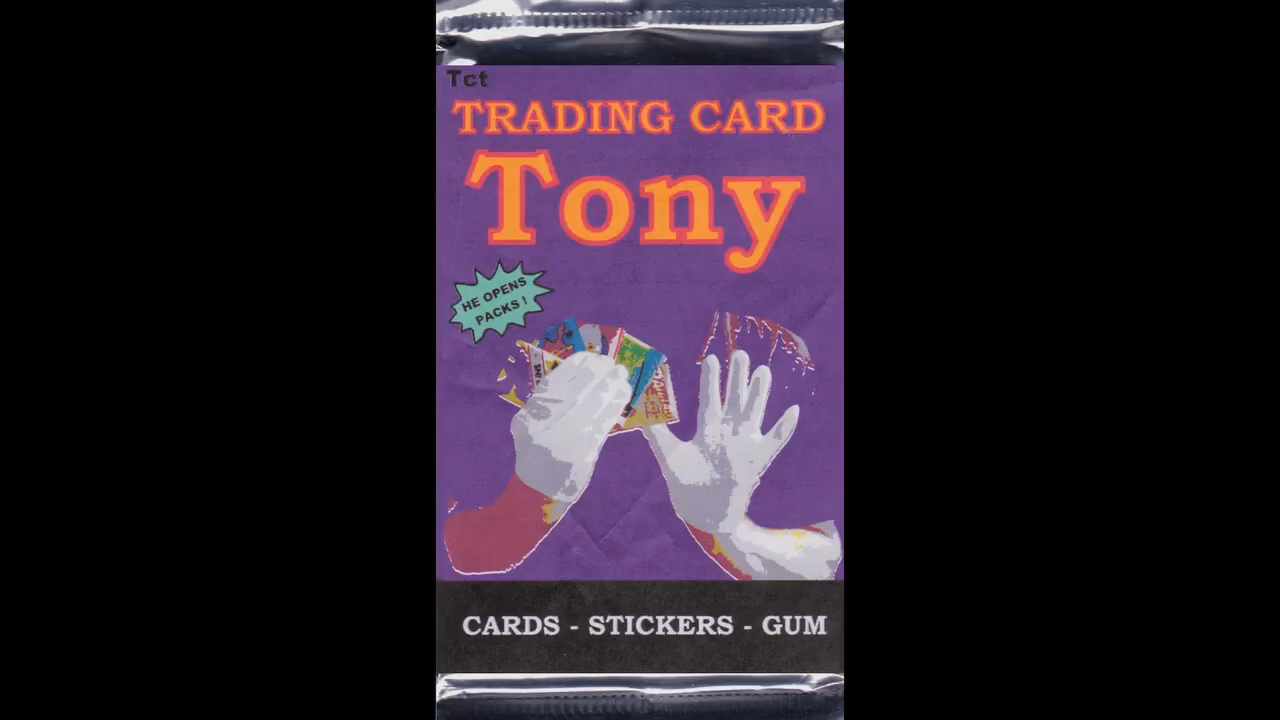 Tct
TRADING CARD
Tony
HE OPENS
PACKS!
CARDS - STICKERS - GUM